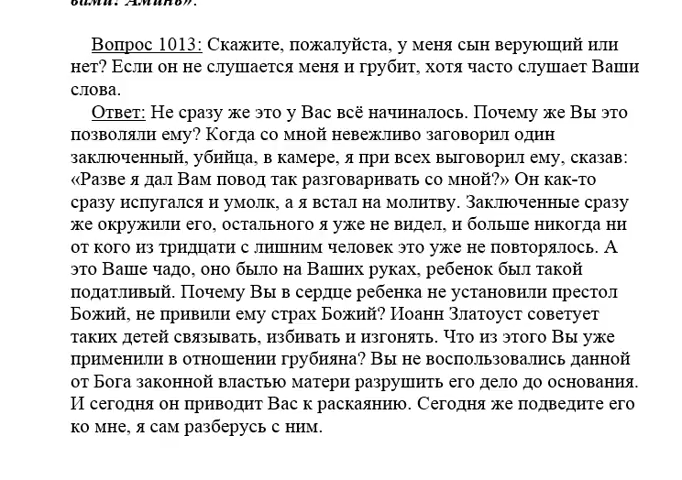 вами! Аминь».
Вопрос 1013: Скажите, пожалуйста, у меня сын верующий или
нет? Если он не слушается меня и грубит, хотя часто слушает Ваши
слова.
Ответ: Не сразу же это у Вас всё начиналось. Почему же Вы это
позволяли ему? Когда со мной невежливо заговорил один
заключенный, убийца, в камере, я при всех выговорил ему, сказав:
«Разве я дал Вам повод так разговаривать со мной?» Он как-то
сразу испугался и умолк, а я встал на молитву. Заключенные сразу
же окружили его, остального я уже не видел, и больше никогда ни
от кого из тридцати с лишним человек это уже не повторялось. А
это Ваше чадо, оно было на Ваших руках, ребенок был такой
податливый. Почему Вы в сердце ребенка не установили престол
Божий, не привили ему страх Божий? Иоанн Златоуст советует
таких детей связывать, избивать и изгонять. Что из этого Вы уже
применили в отношении грубияна? Вы не воспользовались данной
от Бога законной властью матери разрушить его дело до основания.
И сегодня он приводит Вас к раскаянию. Сегодня же подведите его
ко мне, я сам разберусь с ним.